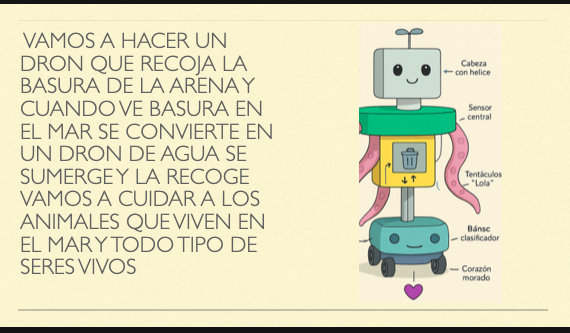 VAMOS A HACER UN
DRON QUE RECOJA LA
BASURA DE LA ARENA Y
CUANDO VE BASURA EN
EL MAR SE CONVIERTE EN
UN DRON DE AGUA SE
SUMERGE Y LA RECOGE
VAMOS A CUIDAR A LOS
ANIMALES QUE VIVEN EN
EL MAR Y TODO TIPO DE
SERES VIVOS
Cabeza
con helice
Sensor
central
Tentáculos
"Lola"
Bánsc
clasificador
Corazón
morado